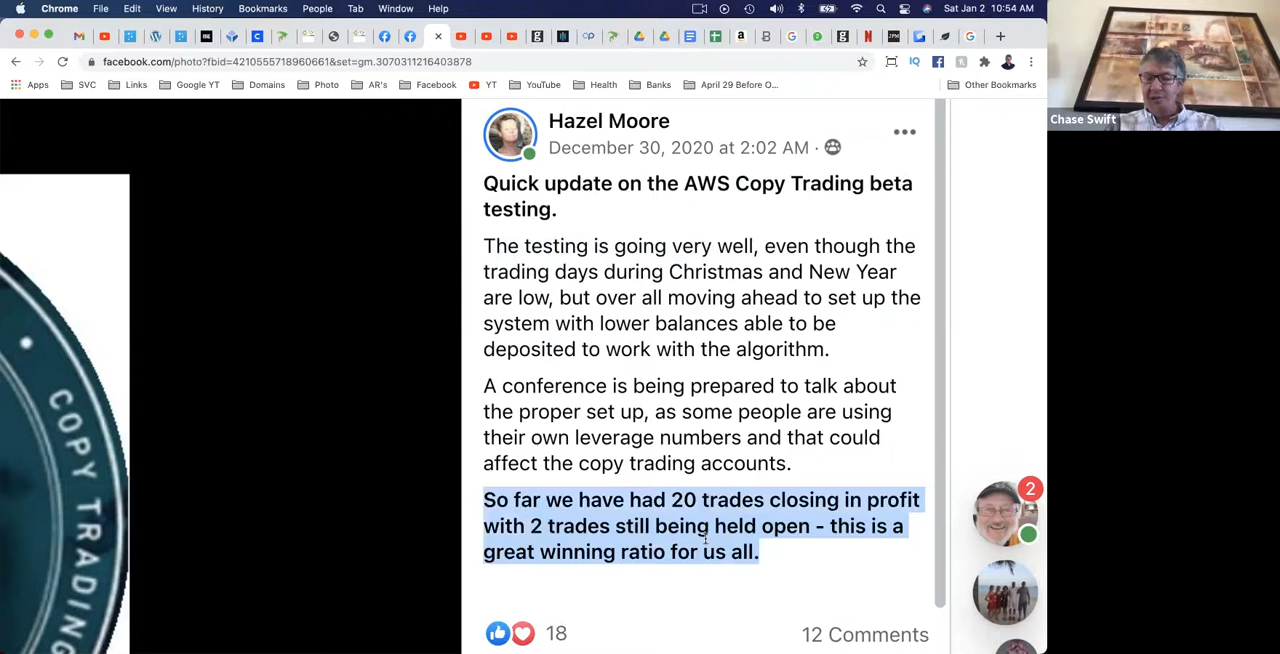 Chrome File Edit View History Bookmarks People Tab Window Help Sat Jan 2 10:54 AM
facebook.com/photo?fbid=4210555718960661&set=gm.3070311216403878
Apps SVC Links Google YT Domains Photo AR's Facebook YT YouTube Health Banks April 29 Before O... Other Bookmarks
Chase Swift
Hazel Moore
December 30, 2020 at 2:02 AM ·
Quick update on the AWS Copy Trading beta
testing.
The testing is going very well, even though the
trading days during Christmas and New Year
are low, but over all moving ahead to set up the
system with lower balances able to be
deposited to work with the algorithm.
A conference is being prepared to talk about
the proper set up, as some people are using
their own leverage numbers and that could
affect the copy trading accounts.
So far we have had 20 trades closing in profit
with 2 trades still being held open - this is a
great winning ratio for us all.
18 12 Comments
COPY TRADING
2